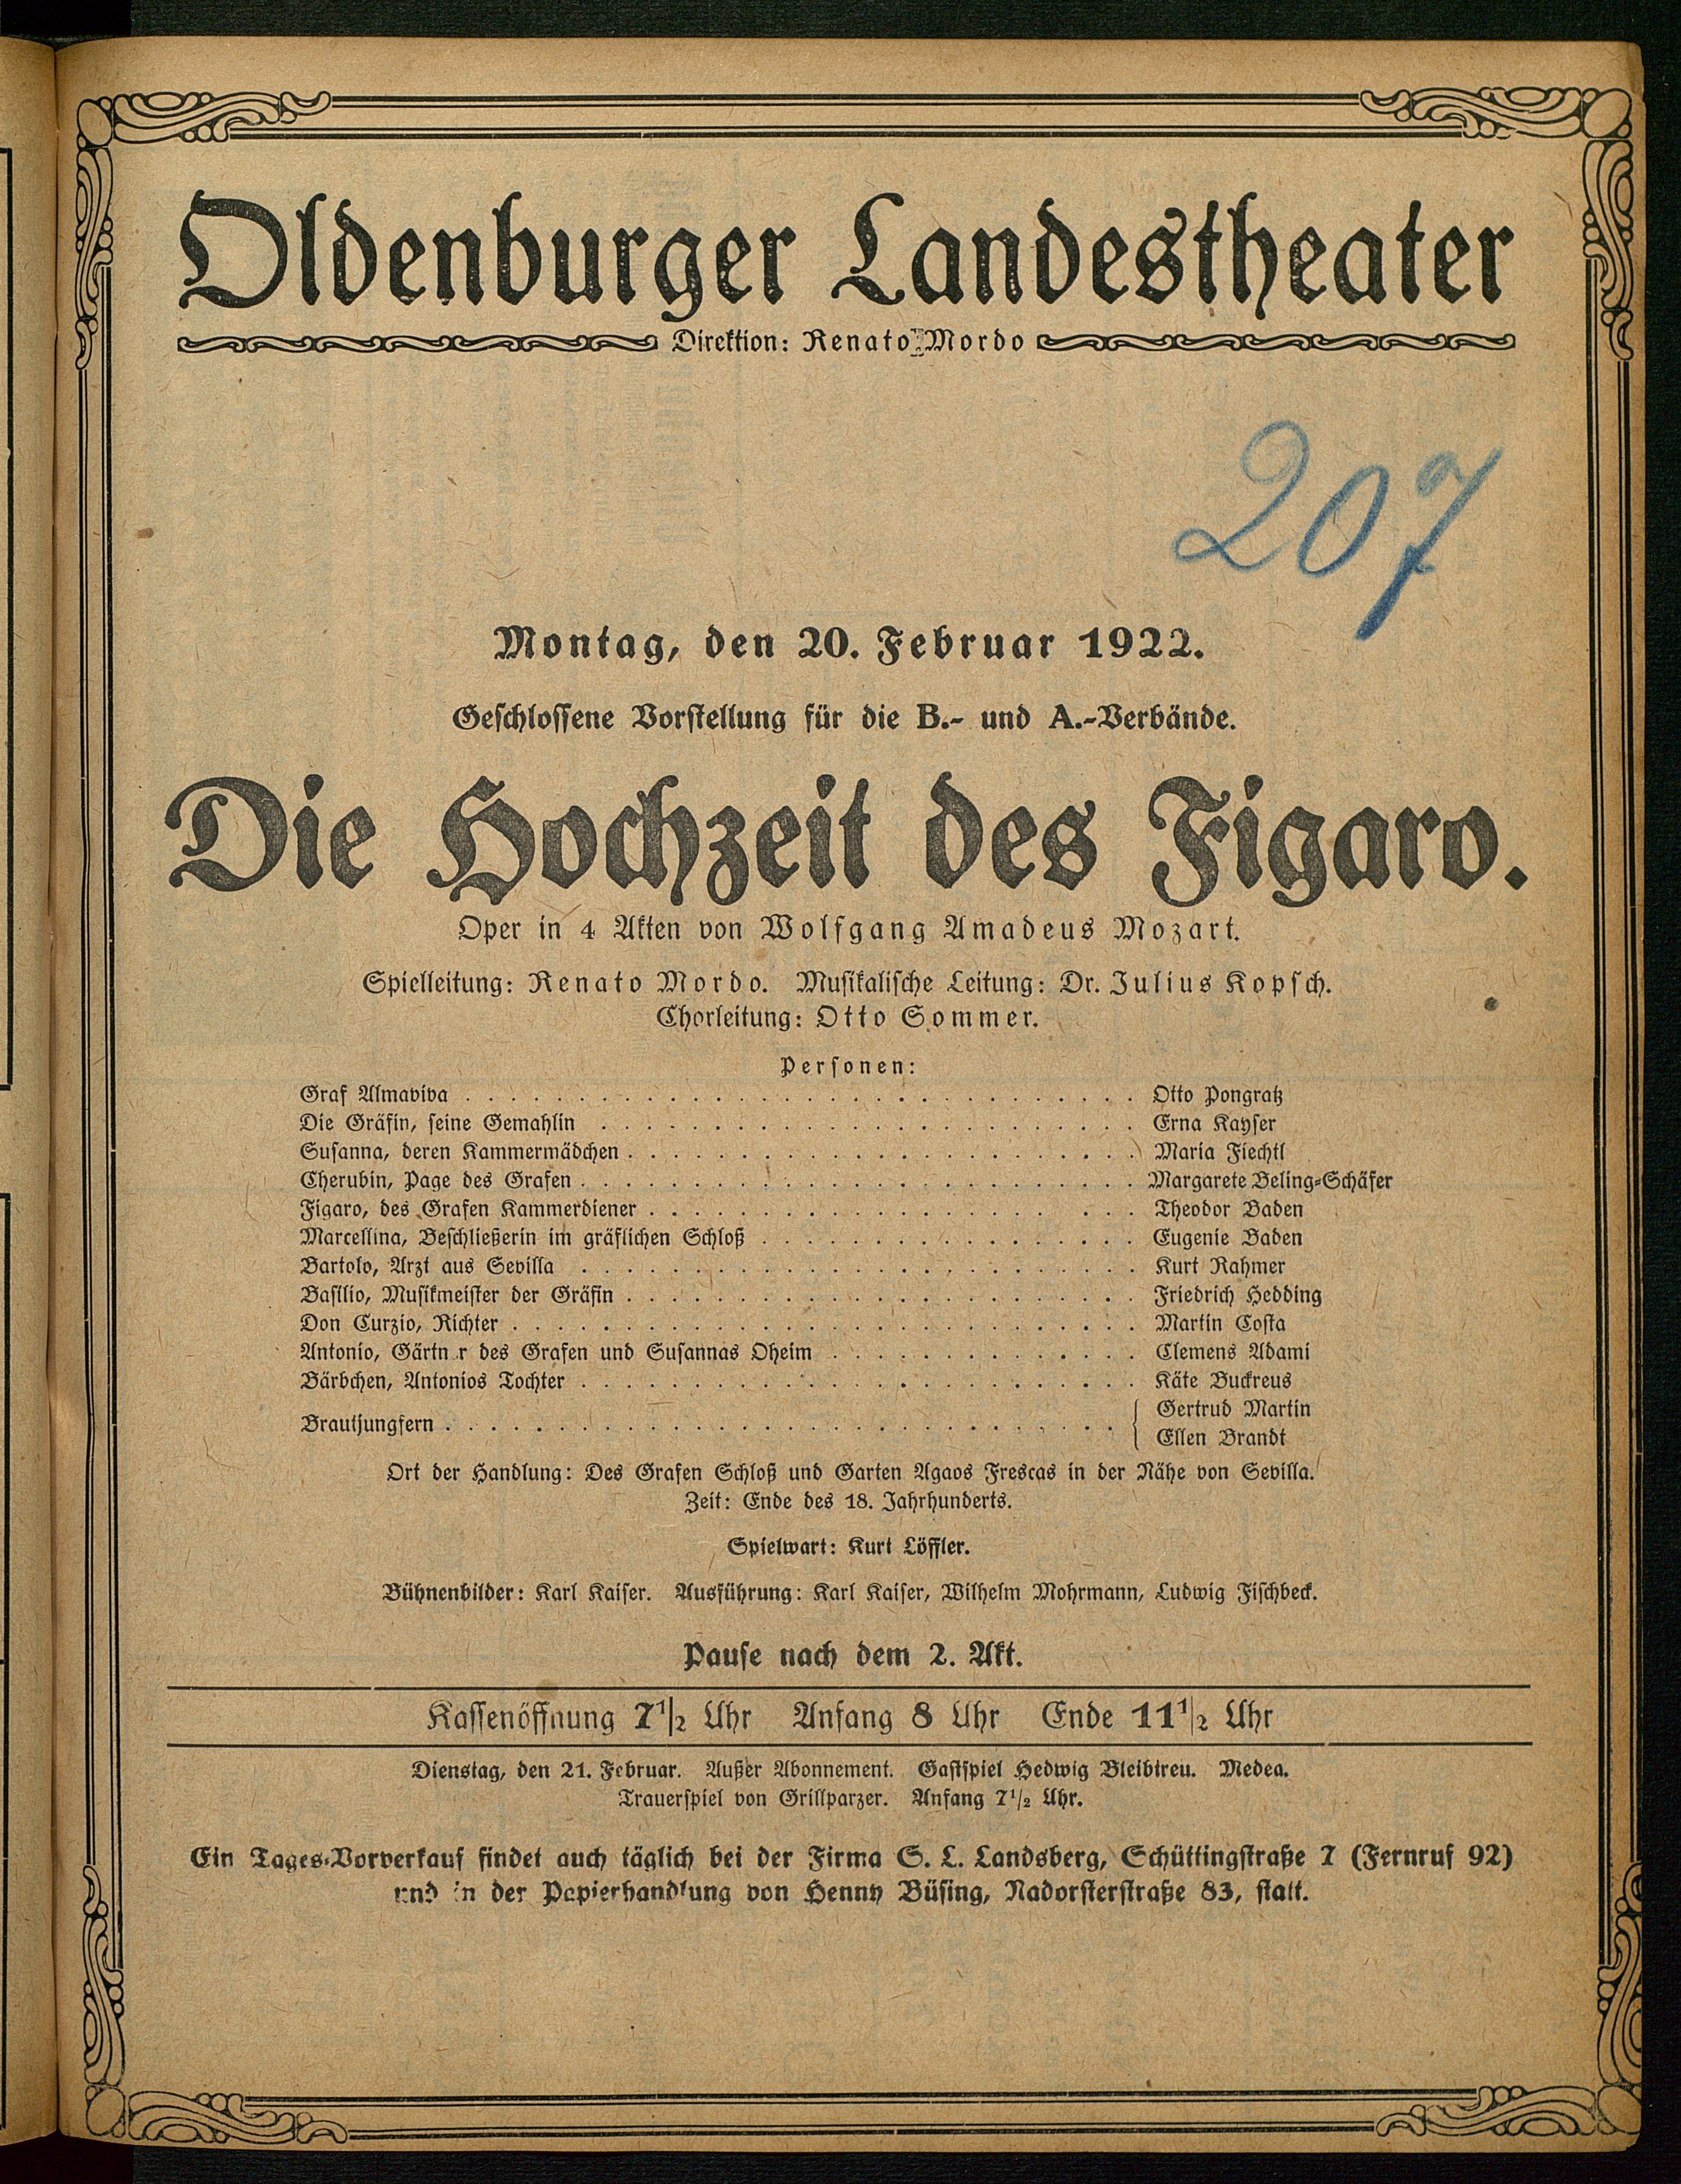 Oldenburger Landestheater
Direktion: Renato Mordo
207
Montag, den 20. Februar 1922.
Geschlossene Vorstellung für die B.- und A.-Verbände.
Die Hochzeit des Figaro.
Oper in 4 Akten von Wolfgang Amadeus Mozart.
Spielleitung: Renato Mordo. Musikalische Leitung: Dr. Julius Kopsch.
Chorleitung: Otto Sommer.
Personen:
Graf Almaviva . . . . . . . . . . Otto Pongratz
Die Gräfin, seine Gemahlin . . . . . . . . . . Erna Kayser
Susanna, deren Kammermädchen . . . . . . . . . . Maria Fiechtl
Cherubin, Page des Grafen . . . . . . . . . . Margarete Beling-Schäfer
Figaro, des Grafen Kammerdiener . . . . . . . . . . Theodor Baden
Marcellina, Beschließerin im gräflichen Schloß . . . . . . . . . . Eugenie Baden
Bartolo, Arzt aus Sevilla . . . . . . . . . . Kurt Rahmer
Basilio, Musikmeister der Gräfin . . . . . . . . . . Friedrich Hedding
Don Curzio, Richter . . . . . . . . . . Martin Costa
Antonio, Gärtn r des Grafen und Susannas Oheim . . . . . . . . . . Clemens Adami
Bärbchen, Antonios Tochter . . . . . . . . . . Käte Buckreus
Brautjungfern . . . . . . . . . . { Gertrud Martin
Ellen Brandt
Ort der Handlung: Des Grafen Schloß und Garten Agaos Frescas in der Nähe von Sevilla.
Zeit: Ende des 18. Jahrhunderts.
Spielwart: Kurt Löffler.
Bühnenbilder: Karl Kaiser. Ausführung: Karl Kaiser, Wilhelm Mohrmann, Ludwig Fischbeck.
Pause nach dem 2. Akt.
Kassenöffnung 7 1/2 Uhr Anfang 8 Uhr Ende 11 1/2 Uhr
Dienstag, den 21. Februar. Außer Abonnement. Gastspiel Hedwig Bleibtreu. Medea.
Trauerspiel von Grillparzer. Anfang 7 1/2 Uhr.
Ein Tages-Vorverkauf findet auch täglich bei der Firma S. L. Landsberg, Schüttingstraße 7 (Fernruf 92)
und in der Papierhandlung von Henny Büsing, Nadorsterstraße 83, statt.